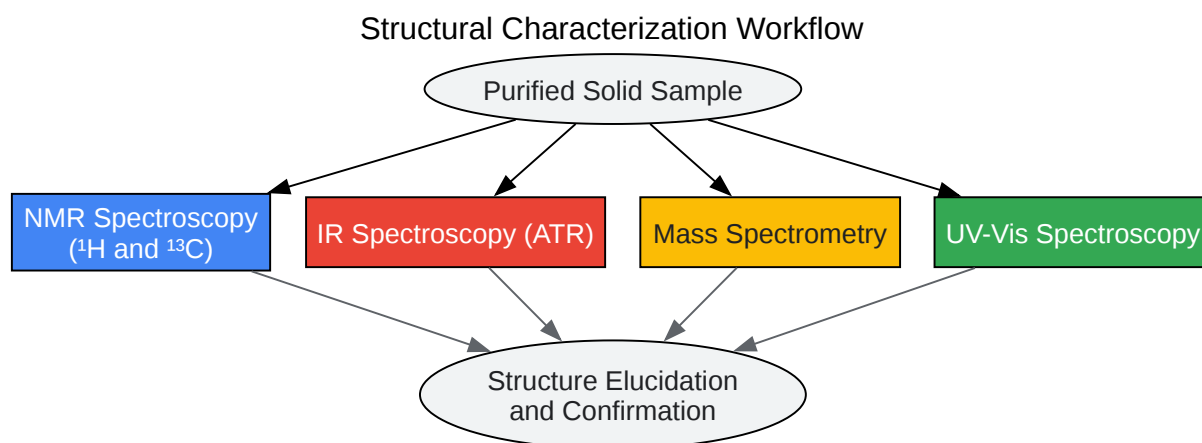 Structural Characterization Workflow
Purified Solid Sample
NMR Spectroscopy
(¹H and ¹³C)
IR Spectroscopy (ATR)
Mass Spectrometry
UV-Vis Spectroscopy
Structure Elucidation
and Confirmation